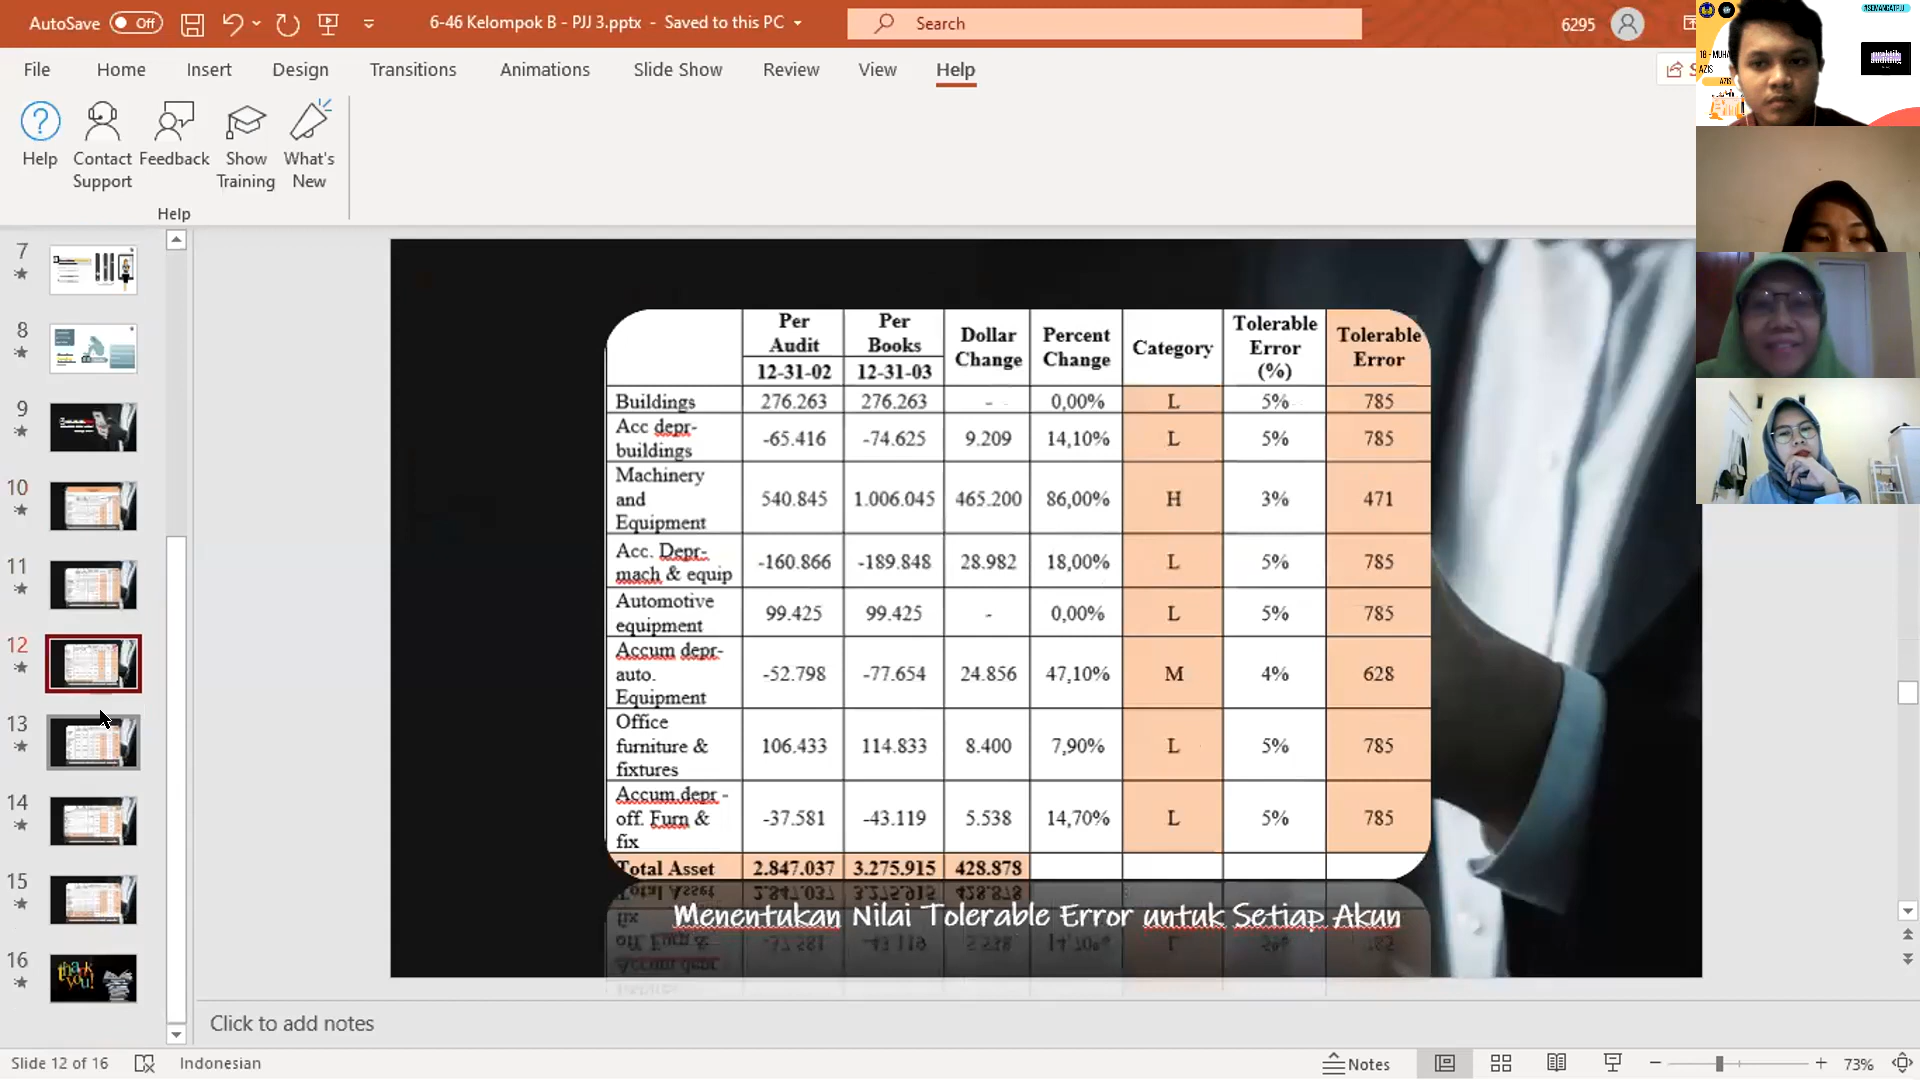 AutoSave Off 6-46 Kelompok B - PJJ 3.pptx - Saved to this PC Search 6295
File Home Insert Design Transitions Animations Slide Show Review View Help
Help Contact Support Feedback Show Training What's New
Help
7
8
9
10
11
12
13
14
15
16
thank you!
Per Audit Per Books Dollar Change Percent Change Category Tolerable Error (%) Tolerable Error
12-31-02 12-31-03
Buildings 276.263 276.263 - 0,00% L 5% 785
Acc depr-buildings -65.416 -74.625 9.209 14,10% L 5% 785
Machinery and Equipment 540.845 1.006.045 465.200 86,00% H 3% 471
Acc. Depr-mach & equip -160.866 -189.848 28.982 18,00% L 5% 785
Automotive equipment 99.425 99.425 - 0,00% L 5% 785
Accum depr-auto. Equipment -52.798 -77.654 24.856 47,10% M 4% 628
Office furniture & fixtures 106.433 114.833 8.400 7,90% L 5% 785
Accum.depr - off. Furn & fix -37.581 -43.119 5.538 14,70% L 5% 785
Total Asset 2.847.037 3.275.915 428.878
Menentukan Nilai Tolerable Error untuk Setiap Akun
#SEMANGATPJJ
18 - MUHA
AZIS
AZIS
Click to add notes
Slide 12 of 16 Indonesian Notes 73%